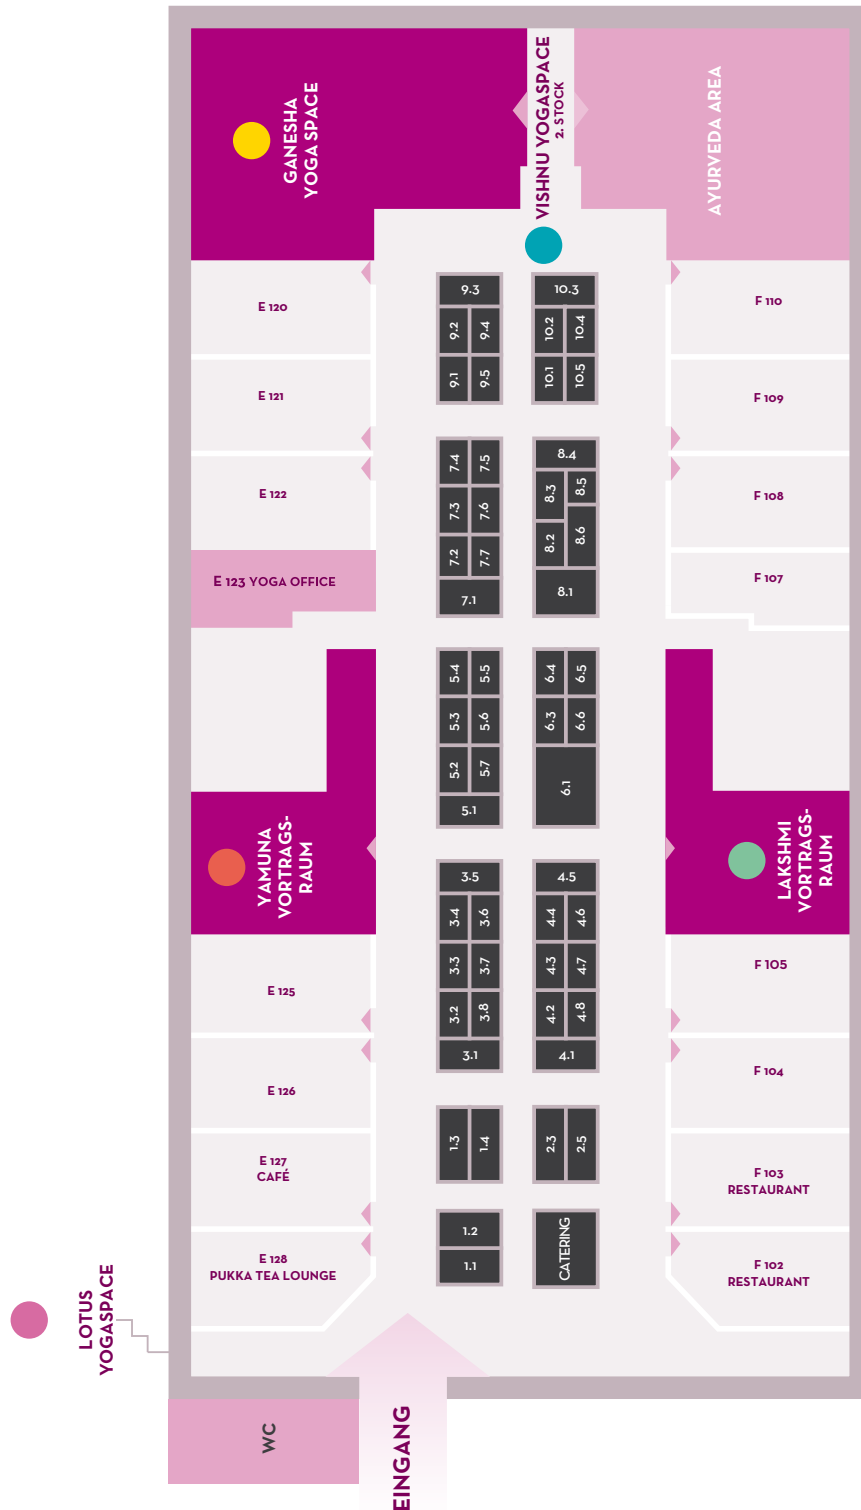 GANESHA
YOGA SPACE
VISHNU YOGASPACE
2. STOCK
AYURVEDA AREA
E 120
9.3
10.3
F 110
9.2
9.4
10.2
10.4
9.1
9.5
10.1
10.5
E 121
F 109
7.4
7.5
8.4
E 122
8.3
8.5
F 108
7.3
7.6
8.2
8.6
7.2
7.7
E 123 YOGA OFFICE
F 107
7.1
8.1
5.4
5.5
6.4
6.5
5.3
5.6
6.3
6.6
5.2
5.7
6.1
5.1
YAMUNA
VORTRAGS-
RAUM
LAKSHMI
VORTRAGS-
RAUM
3.5
4.5
3.4
3.6
4.4
4.6
3.3
3.7
4.3
4.7
E 125
F 105
3.2
3.8
4.2
4.8
3.1
4.1
E 126
F 104
1.3
1.4
2.3
2.5
E 127
CAFÉ
F 103
RESTAURANT
1.2
CATERING
1.1
E 128
PUKKA TEA LOUNGE
F 102
RESTAURANT
LOTUS
YOGASPACE
WC
EINGANG